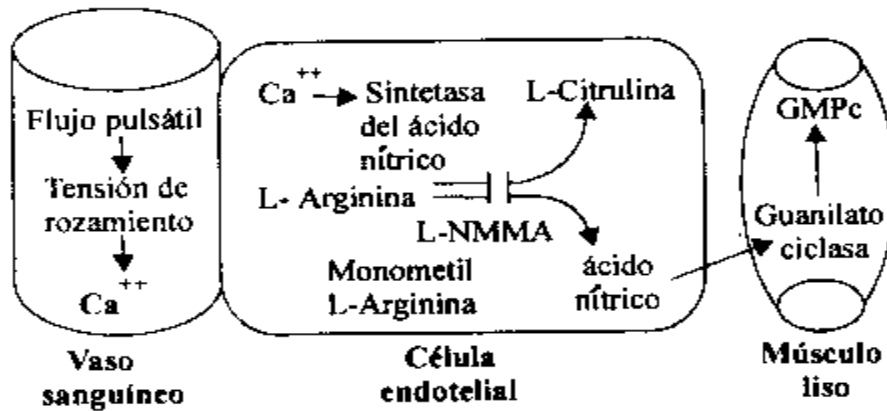 Flujo pulsátil
Tensión de
rozamiento
Ca++
Vaso
sanguíneo
Ca++
Sintetasa
del ácido
nítrico
L-Citrulina
L- Arginina
L-NMMA
Monometil
L-Arginina
ácido
nítrico
Célula
endotelial
GMPc
Guanilato
ciclasa
Músculo
liso